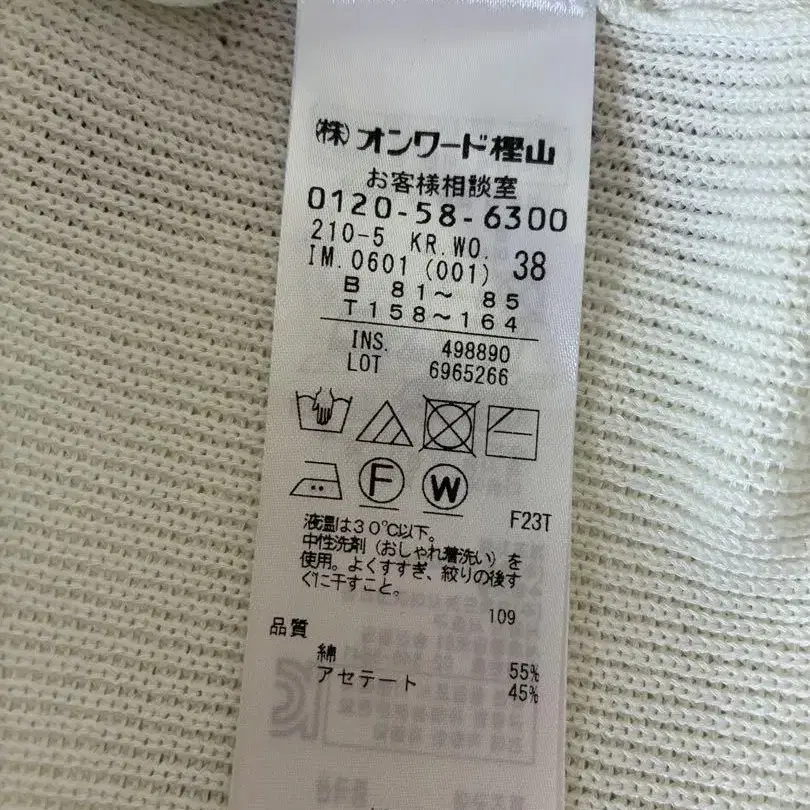 (株)オンワード樫山
お客様相談室
0120-58-6300
210-5 KR.WO.
IM.0601 (001) 38
B 81～ 85
T158～164
INS. 498890
LOT 6965266
F W
F23T
液温は30℃以下。
中性洗剤（おしゃれ着洗い）を
使用。よくすすぎ、絞りの後す
ぐに干すこと。
109
品質
綿 55%
アセテート 45%